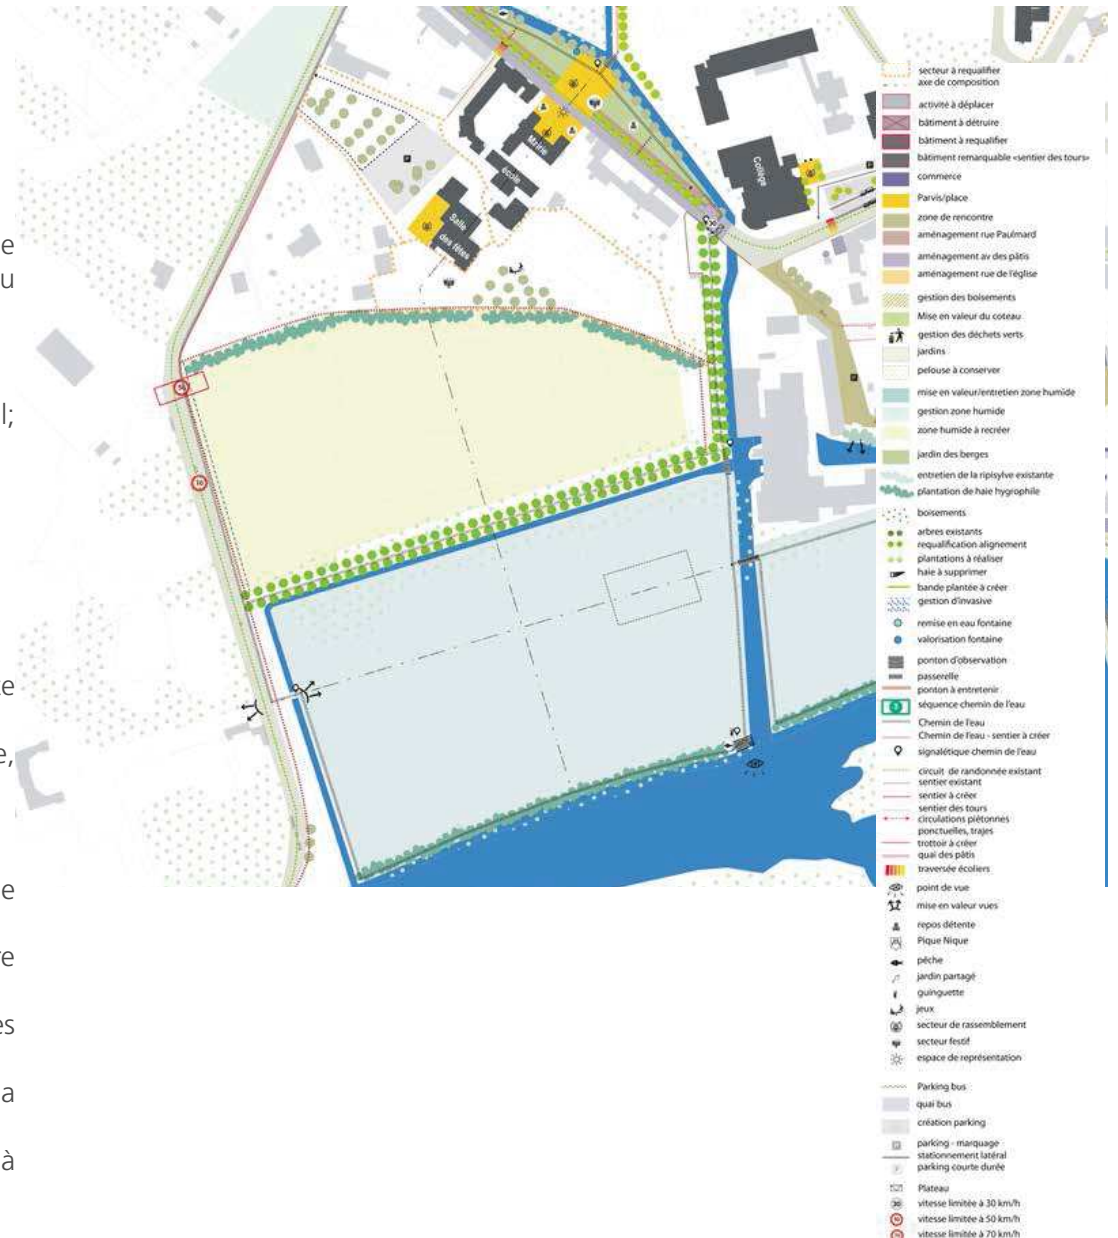 e
u
l;
te
e,
e
re
es
a
à
Mairie
école
Salle
des fêtes
Collège
P
P
P
secteur à requalifier
axe de composition
activité à déplacer
bâtiment à détruire
bâtiment à requalifier
bâtiment remarquable «sentier des tours»
commerce
Parvis/place
zone de rencontre
aménagement rue Paulmard
aménagement av des pâtis
aménagement rue de l'église
gestion des boisements
Mise en valeur du coteau
gestion des déchets verts
jardins
pelouse à conserver
mise en valeur/entretien zone humide
gestion zone humide
zone humide à recréer
jardin des berges
entretien de la ripisylve existante
plantation de haie hygrophile
boisements
arbres existants
requalification alignement
plantations à réaliser
haie à supprimer
bande plantée à créer
gestion d'invasive
remise en eau fontaine
valorisation fontaine
ponton d'observation
passerelle
ponton à entretenir
séquence chemin de l'eau
Chemin de l'eau
Chemin de l'eau - sentier à créer
signalétique chemin de l'eau
circuit de randonnée existant
sentier existant
sentier à créer
sentier des tours
circulations piétonnes
ponctuelles, trajes
trottoir à créer
quai des pâtis
traversée écoliers
point de vue
mise en valeur vues
repos détente
Pique Nique
pêche
jardin partagé
guinguette
jeux
secteur de rassemblement
secteur festif
espace de représentation
Parking bus
quai bus
création parking
parking - marquage
stationnement latéral
parking courte durée
Plateau
30 vitesse limitée à 30 km/h
vitesse limitée à 50 km/h
vitesse limitée à 70 km/h